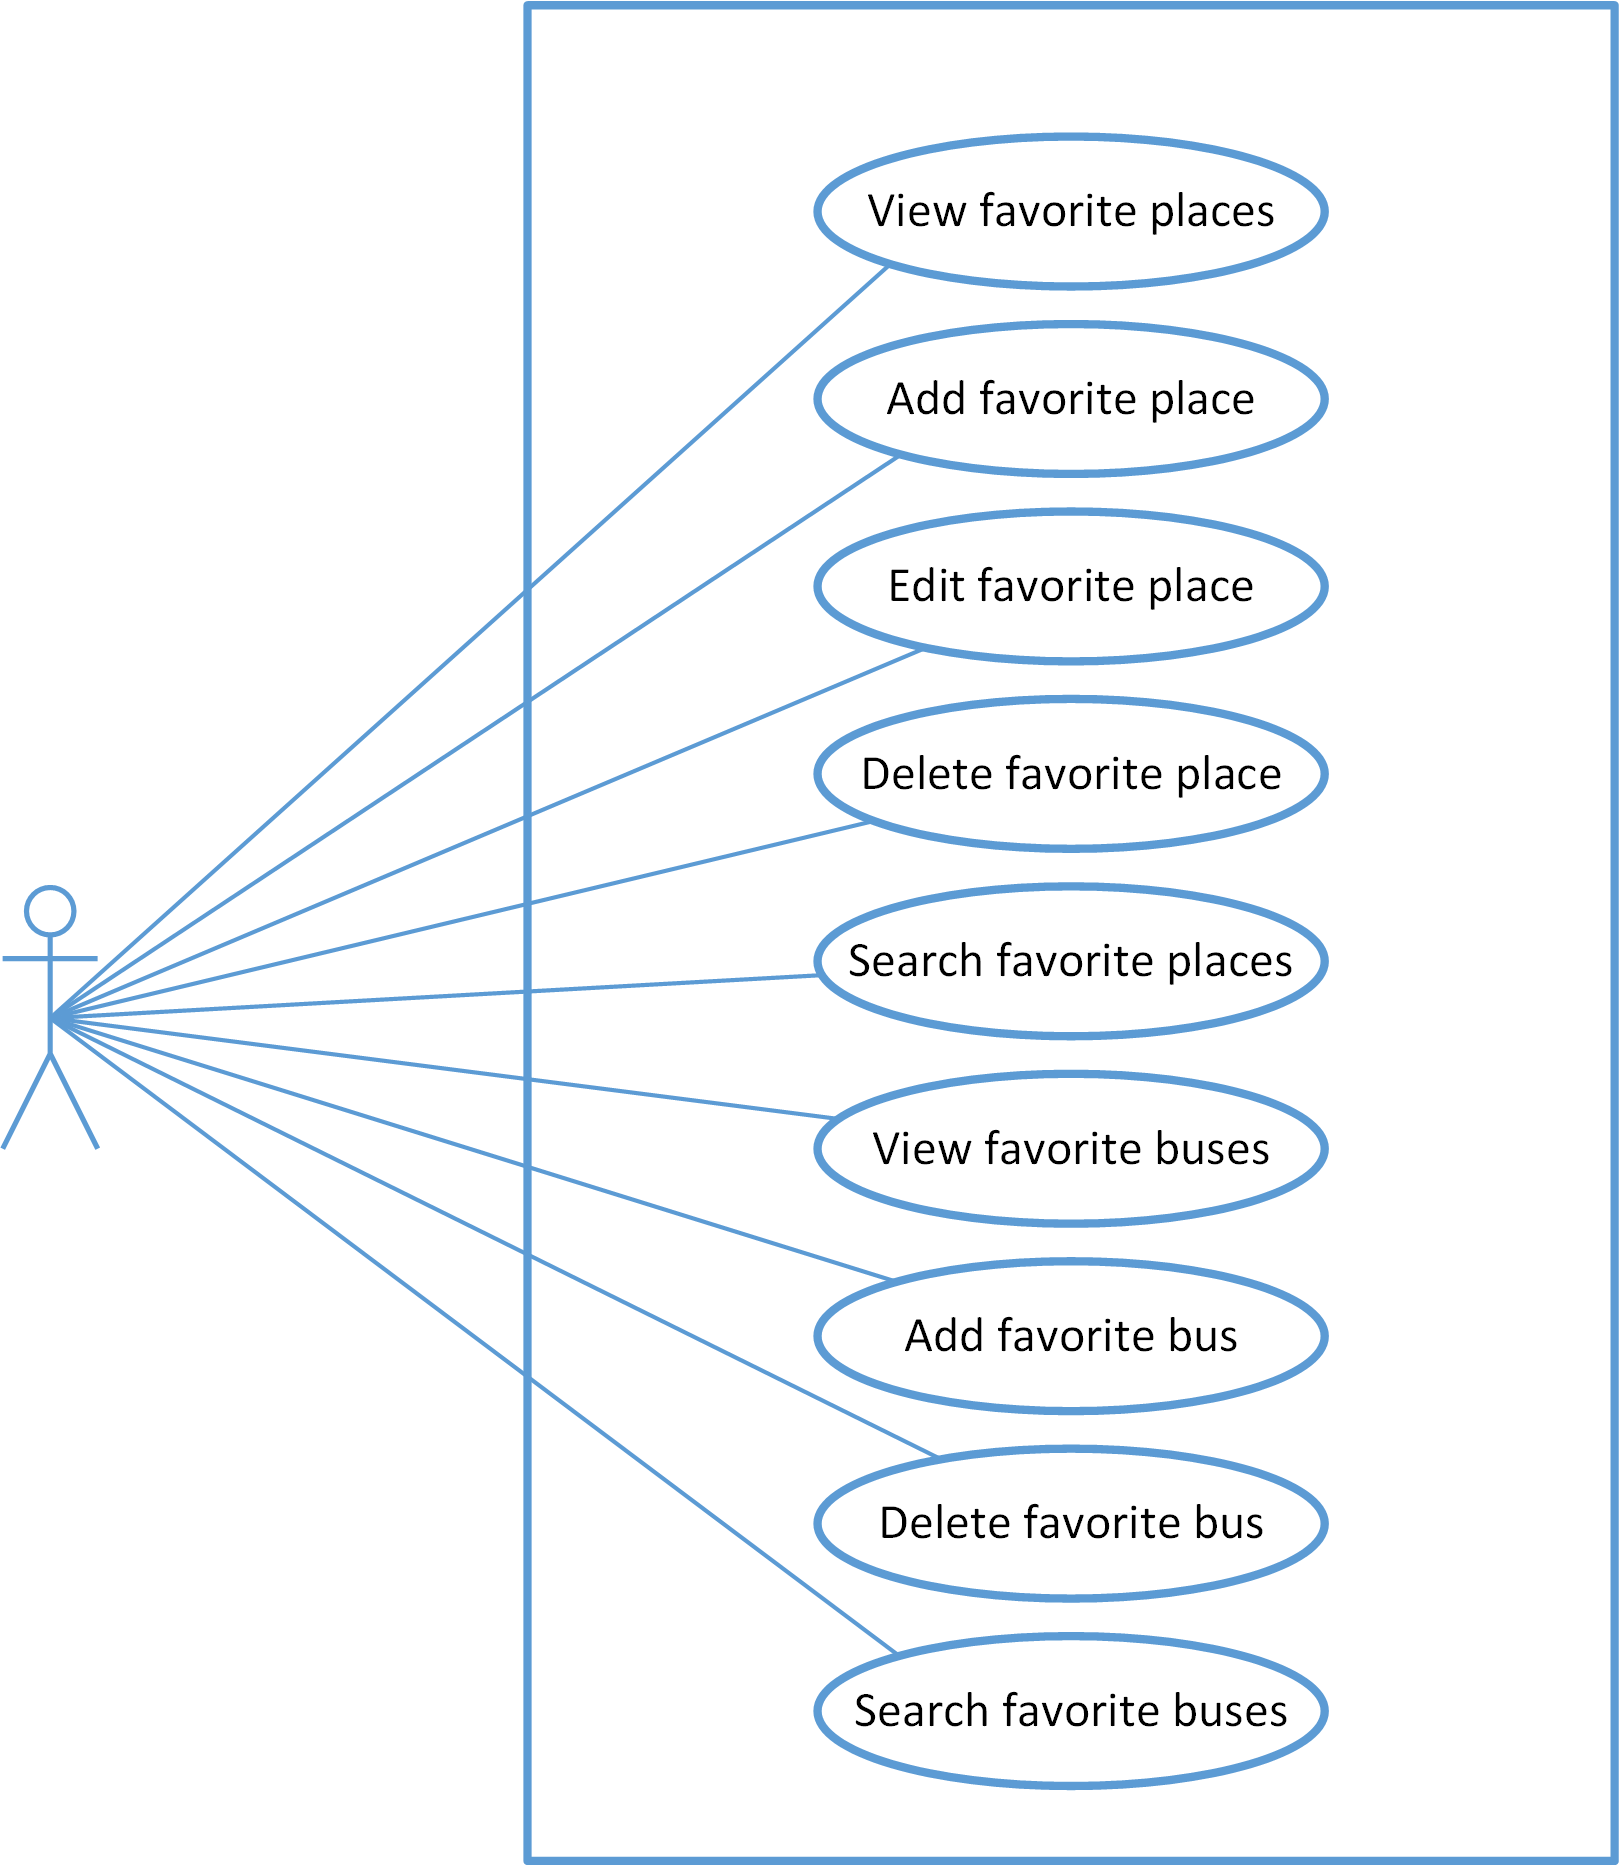 View favorite places
Add favorite place
Edit favorite place
Delete favorite place
Search favorite places
View favorite buses
Add favorite bus
Delete favorite bus
Search favorite buses